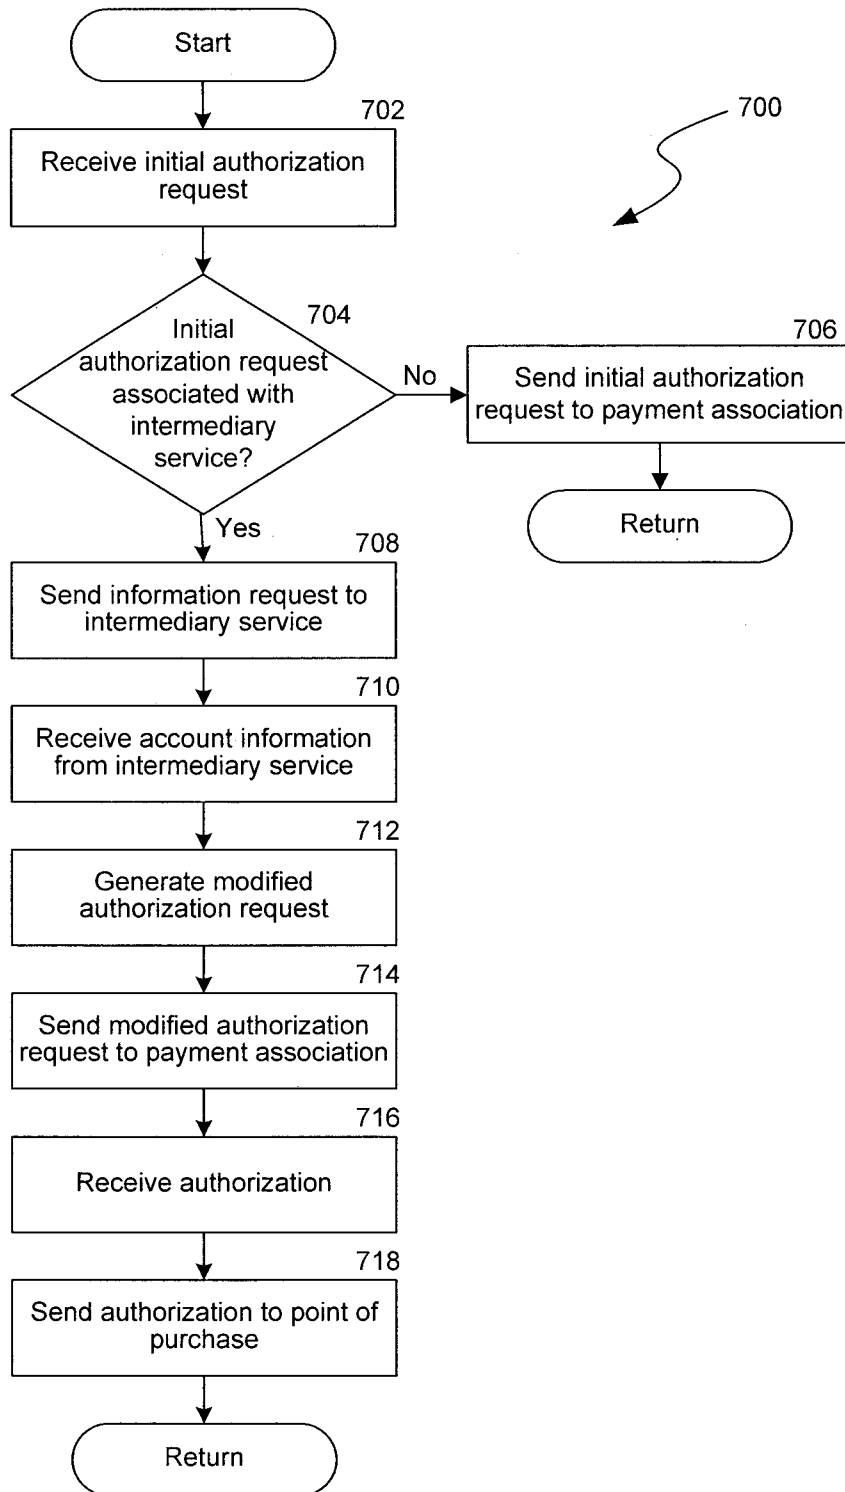 Start
702
700
Receive initial authorization
request
704
Initial
authorization request
associated with
intermediary
service?
No
706
Send initial authorization
request to payment association
Return
Yes
708
Send information request to
intermediary service
710
Receive account information
from intermediary service
712
Generate modified
authorization request
714
Send modified authorization
request to payment association
716
Receive authorization
718
Send authorization to point of
purchase
Return